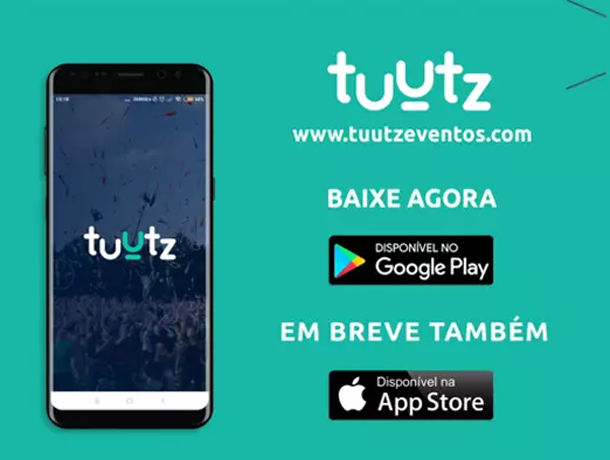 tuutz
www.tuutzeventos.com
BAIXE AGORA
DISPONÍVEL NO
Google Play
EM BREVE TAMBÉM
Disponível na
App Store
tuutz